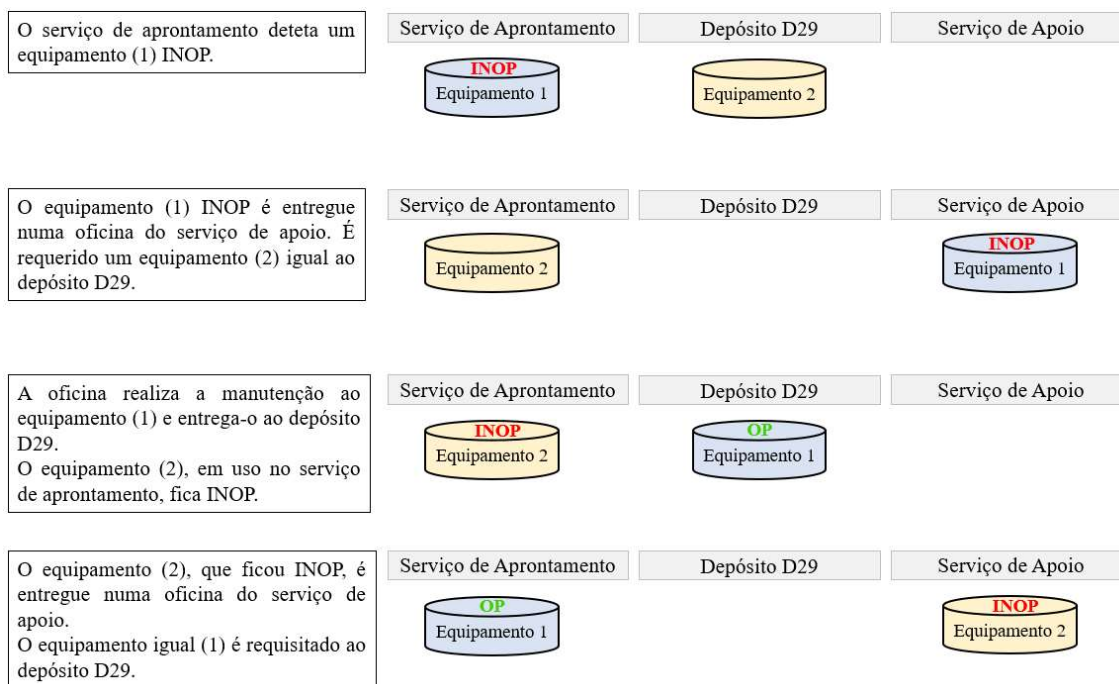 O serviço de aprontamento deteta um
equipamento (1) INOP.
Serviço de Aprontamento
Depósito D29
Serviço de Apoio
INOP
Equipamento 1
Equipamento 2
O equipamento (1) INOP é entregue
numa oficina do serviço de apoio. É
requerido um equipamento (2) igual ao
depósito D29.
Serviço de Aprontamento
Depósito D29
Serviço de Apoio
Equipamento 2
INOP
Equipamento 1
A oficina realiza a manutenção ao
equipamento (1) e entrega-o ao depósito
D29.
O equipamento (2), em uso no serviço
de aprontamento, fica INOP.
Serviço de Aprontamento
Depósito D29
Serviço de Apoio
INOP
Equipamento 2
OP
Equipamento 1
O equipamento (2), que ficou INOP, é
entregue numa oficina do serviço de
apoio.
O equipamento igual (1) é requisitado ao
depósito D29.
Serviço de Aprontamento
Depósito D29
Serviço de Apoio
OP
Equipamento 1
INOP
Equipamento 2